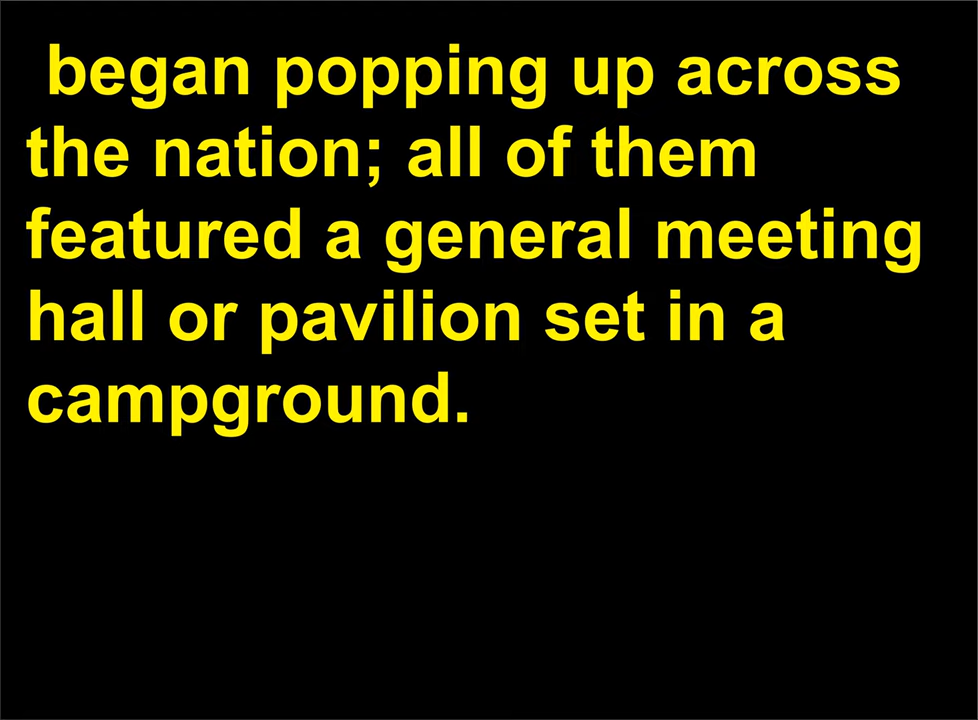 began popping up across
the nation; all of them
featured a general meeting
hall or pavilion set in a
campground.